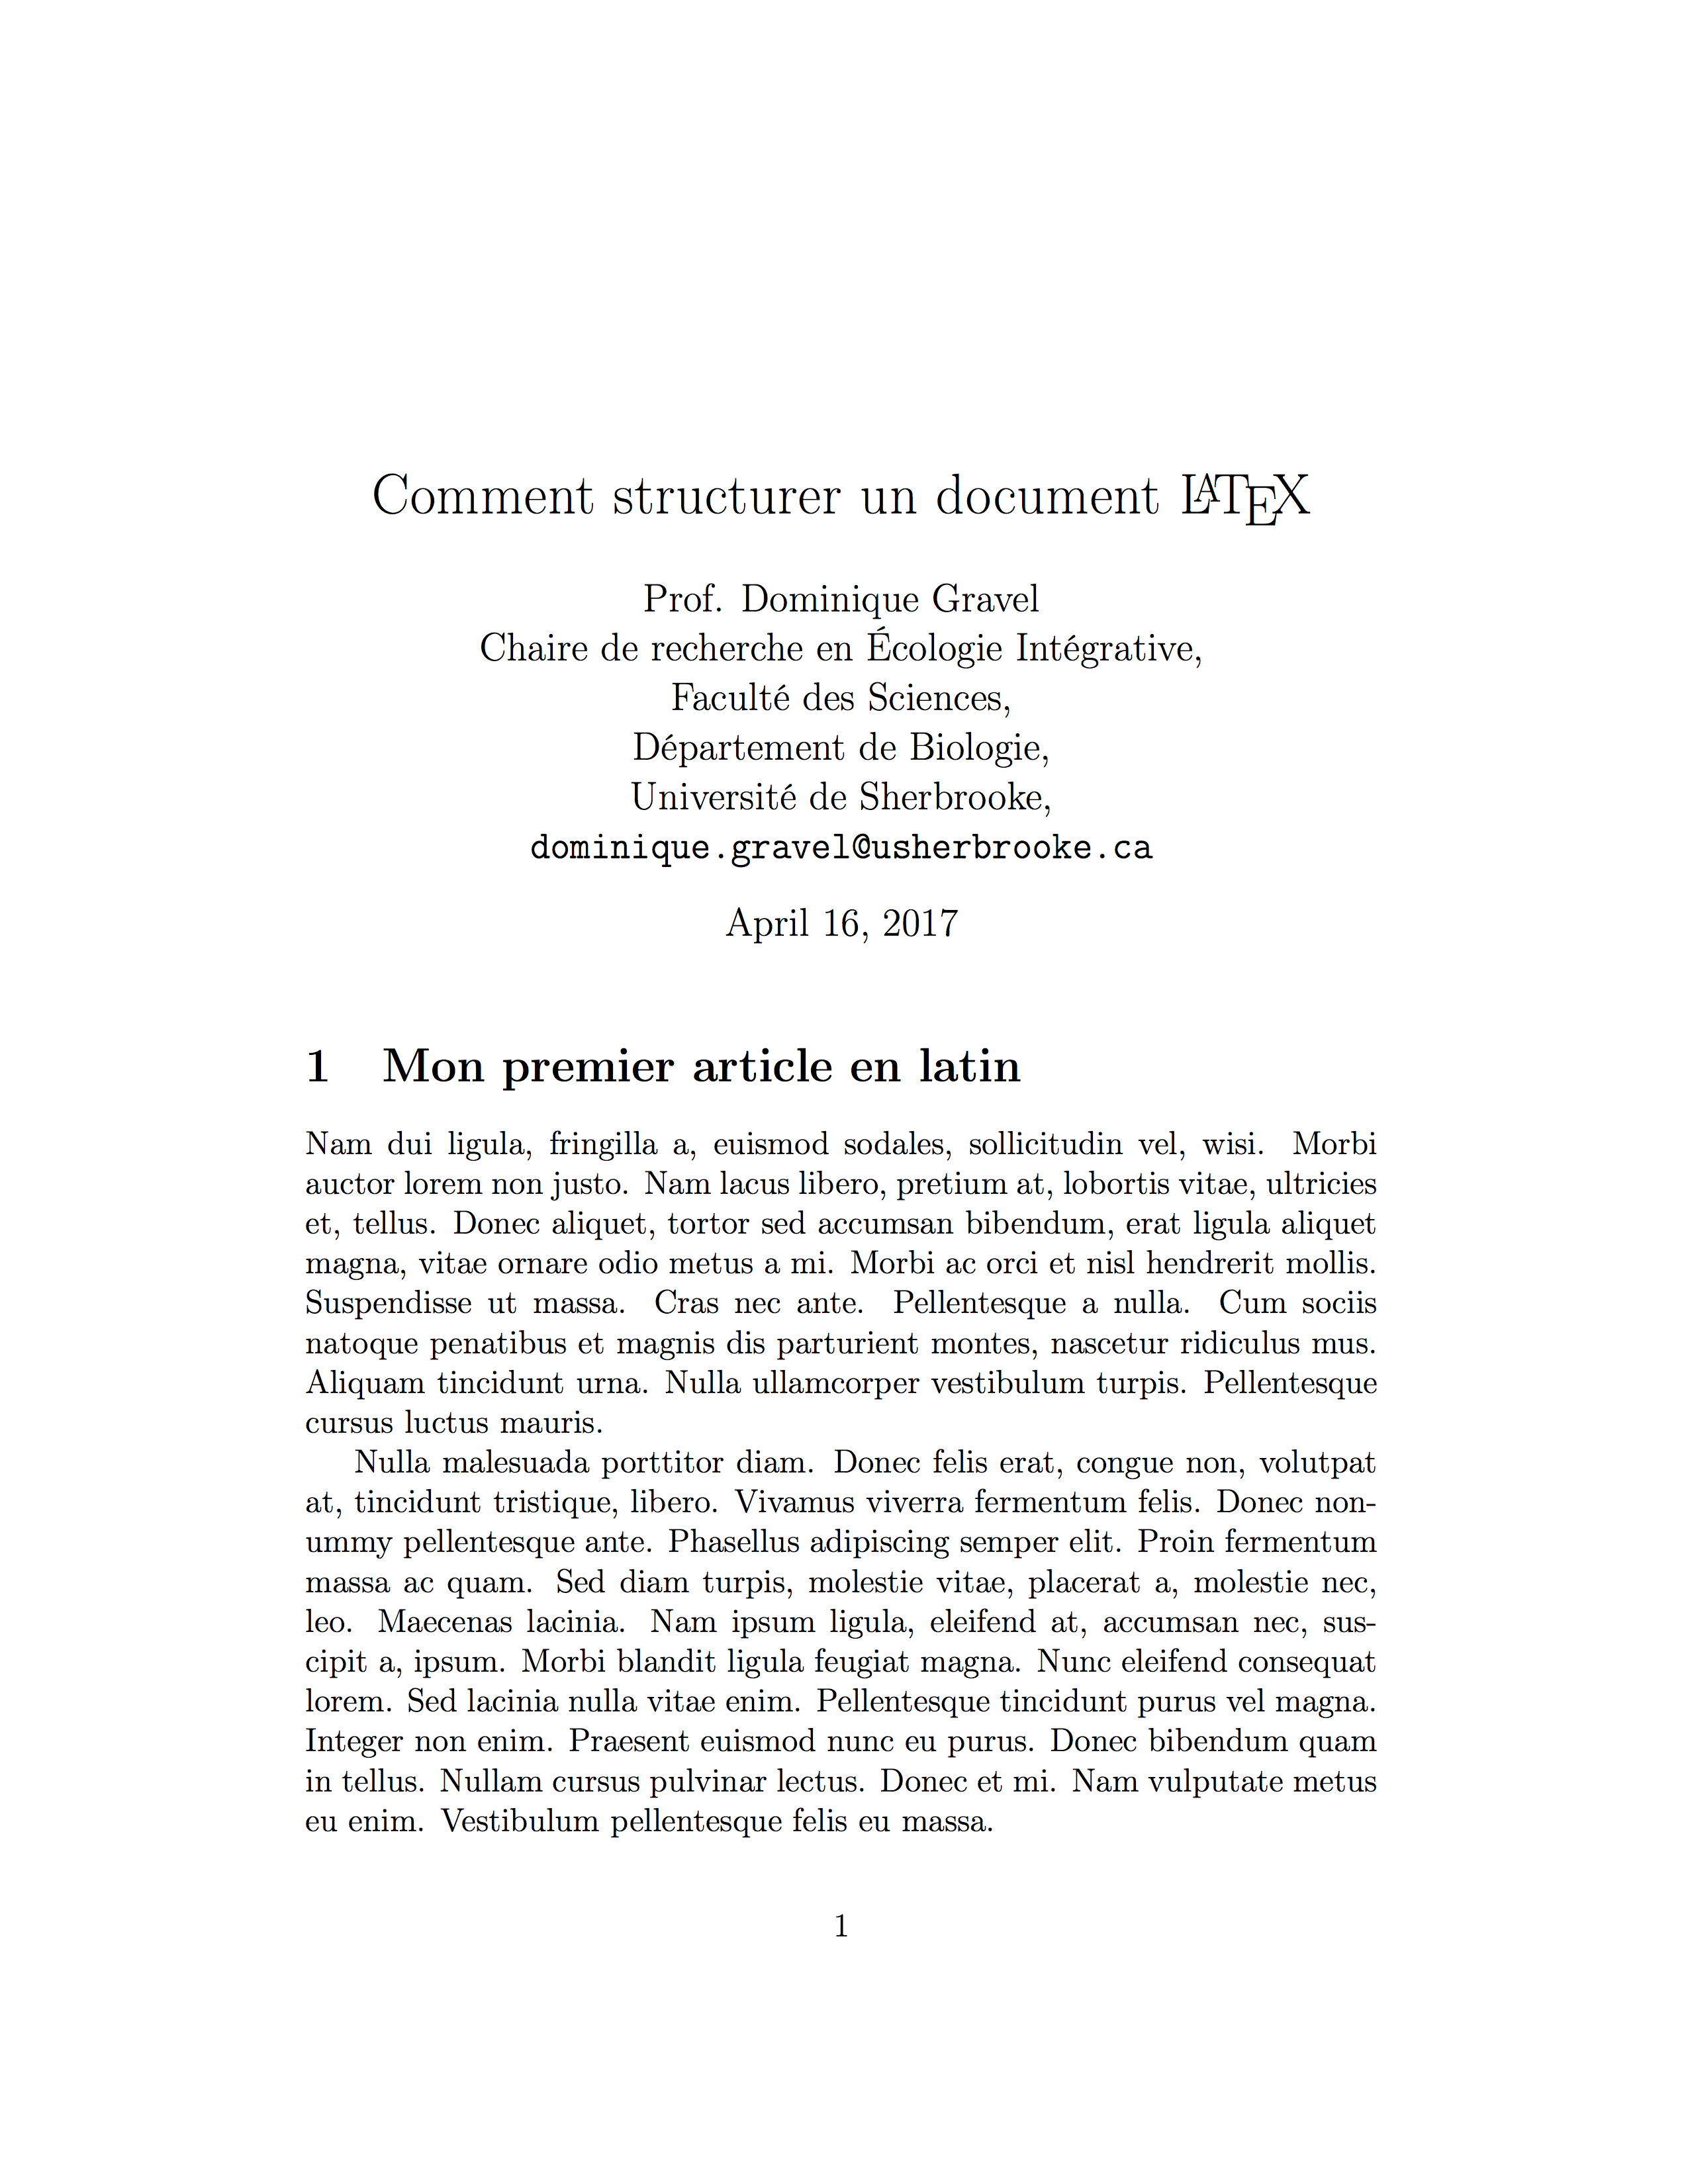 Comment structurer un document LATEX
Prof. Dominique Gravel
Chaire de recherche en Écologie Intégrative,
Faculté des Sciences,
Département de Biologie,
Université de Sherbrooke,
dominique.gravel@usherbrooke.ca
April 16, 2017
1 Mon premier article en latin
Nam dui ligula, fringilla a, euismod sodales, sollicitudin vel, wisi. Morbi
auctor lorem non justo. Nam lacus libero, pretium at, lobortis vitae, ultricies
et, tellus. Donec aliquet, tortor sed accumsan bibendum, erat ligula aliquet
magna, vitae ornare odio metus a mi. Morbi ac orci et nisl hendrerit mollis.
Suspendisse ut massa. Cras nec ante. Pellentesque a nulla. Cum sociis
natoque penatibus et magnis dis parturient montes, nascetur ridiculus mus.
Aliquam tincidunt urna. Nulla ullamcorper vestibulum turpis. Pellentesque
cursus luctus mauris.
Nulla malesuada porttitor diam. Donec felis erat, congue non, volutpat
at, tincidunt tristique, libero. Vivamus viverra fermentum felis. Donec non-
ummy pellentesque ante. Phasellus adipiscing semper elit. Proin fermentum
massa ac quam. Sed diam turpis, molestie vitae, placerat a, molestie nec,
leo. Maecenas lacinia. Nam ipsum ligula, eleifend at, accumsan nec, sus-
cipit a, ipsum. Morbi blandit ligula feugiat magna. Nunc eleifend consequat
lorem. Sed lacinia nulla vitae enim. Pellentesque tincidunt purus vel magna.
Integer non enim. Praesent euismod nunc eu purus. Donec bibendum quam
in tellus. Nullam cursus pulvinar lectus. Donec et mi. Nam vulputate metus
eu enim. Vestibulum pellentesque felis eu massa.
1